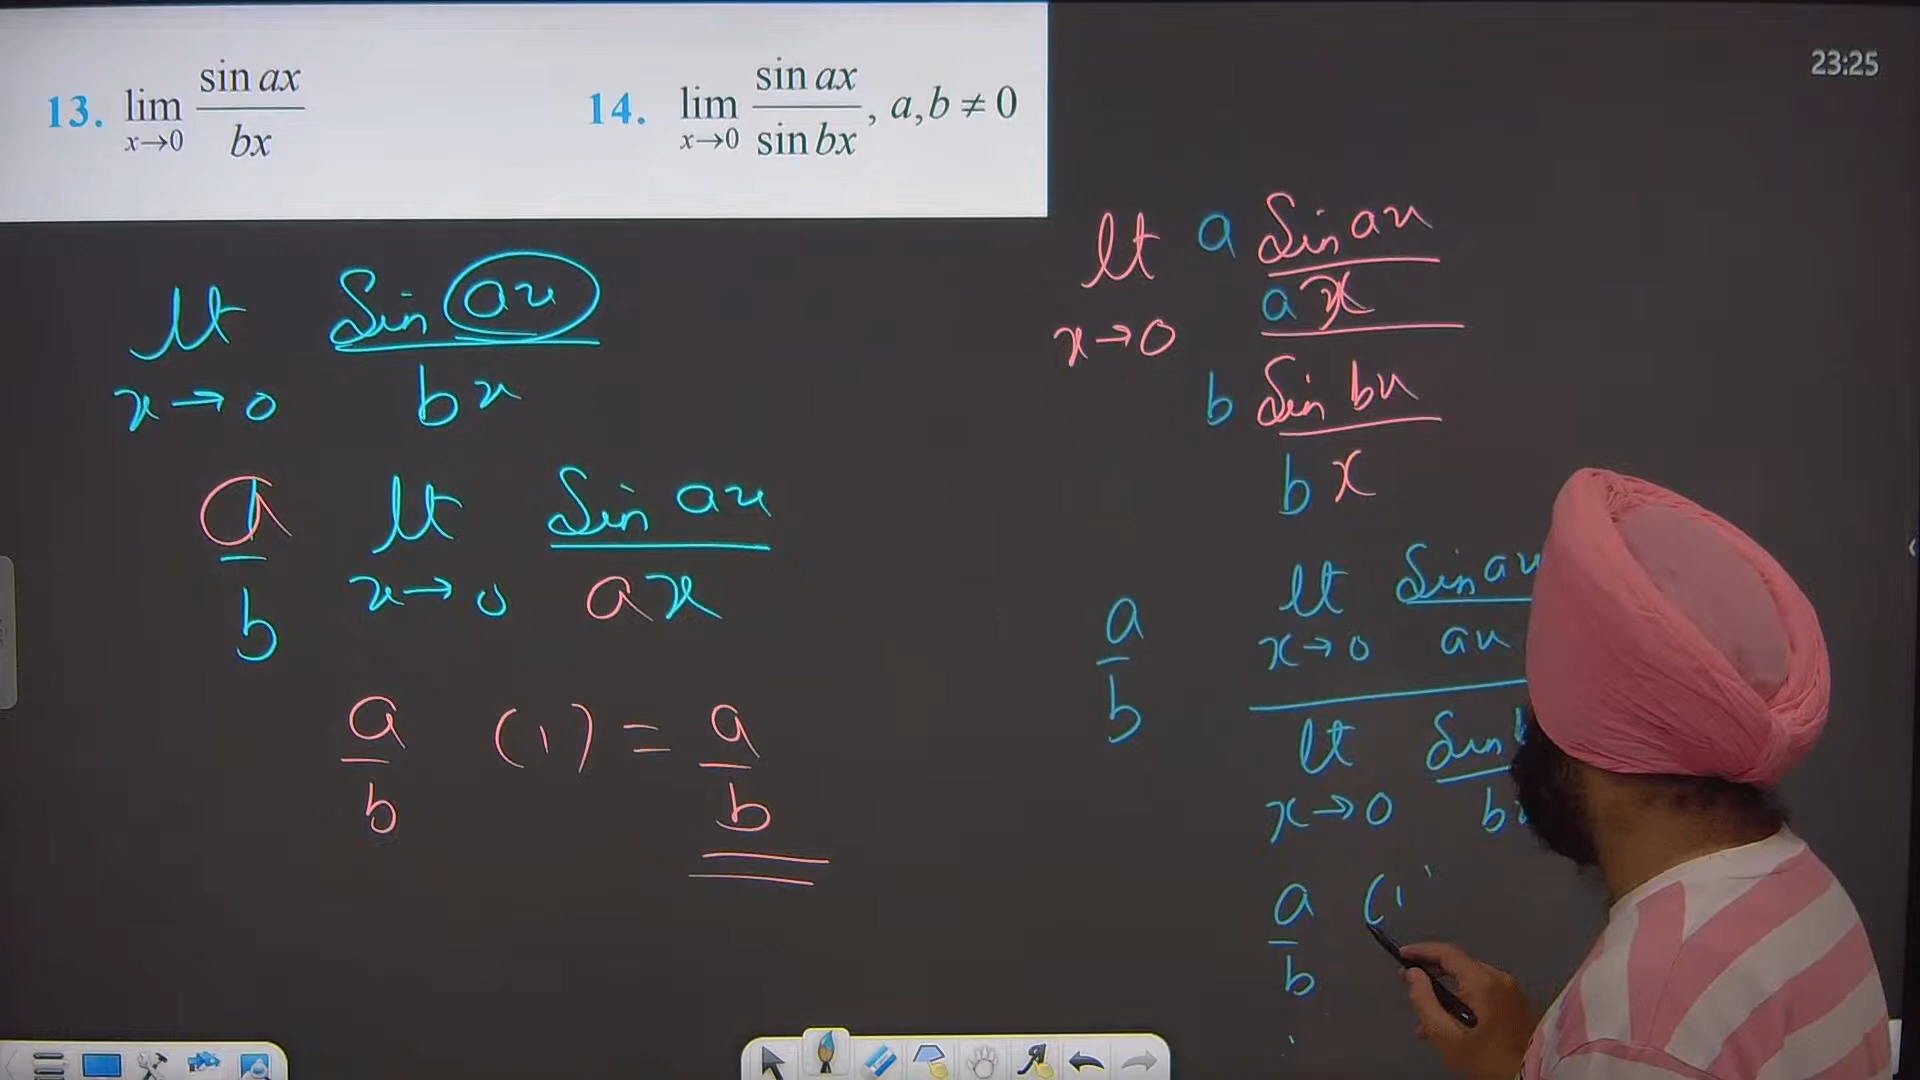 13. lim x→0 sin ax / bx
14. lim x→0 sin ax / sin bx , a,b ≠ 0
23:25
lt x→0 Sin ax / bx
a/b lt x→0 Sin ax / ax
a/b (1) = a/b
lt x→0 a Sin ax / ax / b Sin bx / bx
a/b lt x→0 Sin ax / ax / lt x→0 Sin b / b
a/b (1